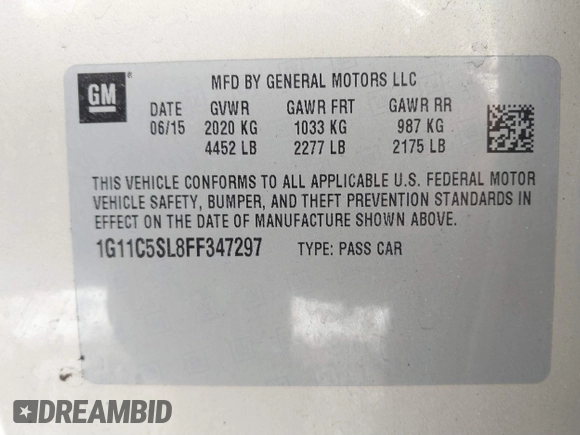 GM®
MFD BY GENERAL MOTORS LLC
DATE GVWR GAWR FRT GAWR RR
06/15 2020 KG 1033 KG 987 KG
4452 LB 2277 LB 2175 LB
THIS VEHICLE CONFORMS TO ALL APPLICABLE U.S. FEDERAL MOTOR
VEHICLE SAFETY, BUMPER, AND THEFT PREVENTION STANDARDS IN
EFFECT ON THE DATE OF MANUFACTURE SHOWN ABOVE.
1G11C5SL8FF347297 TYPE: PASS CAR
DREAMBID